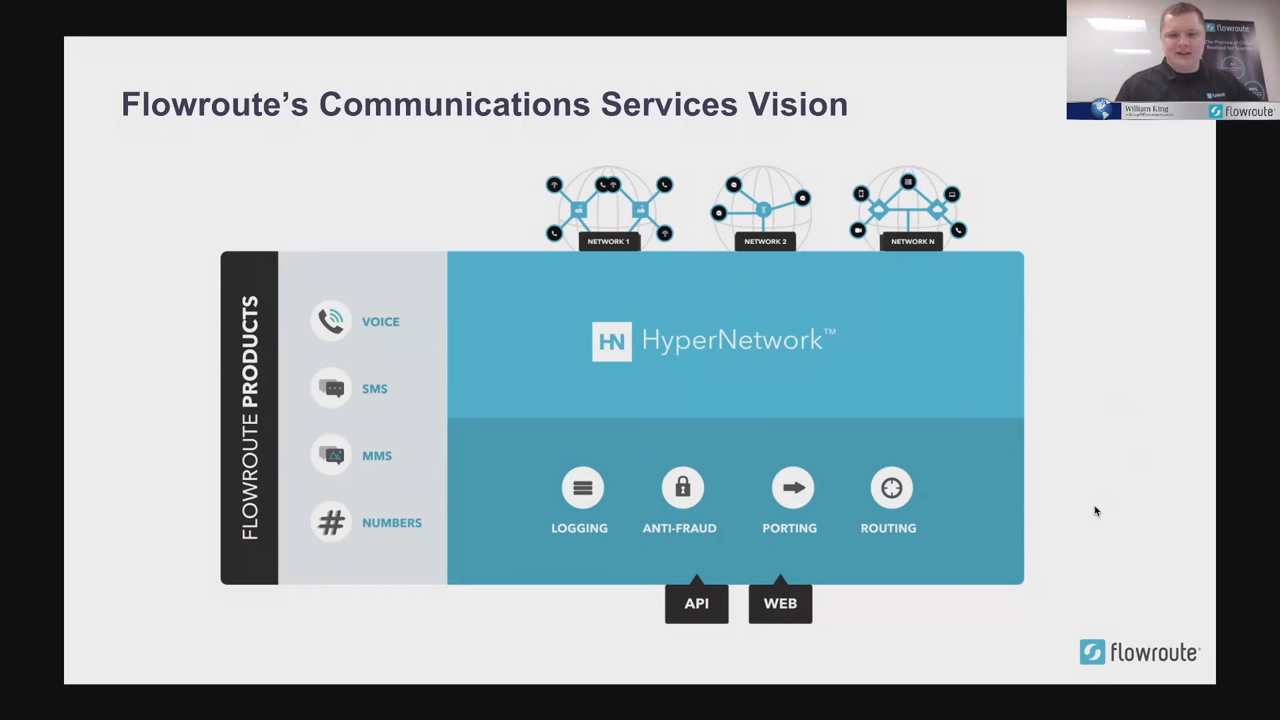 Flowroute's Communications Services Vision
flowroute
William King
flowroute
NETWORK 1
NETWORK 2
NETWORK N
FLOWROUTE PRODUCTS
VOICE
SMS
MMS
NUMBERS
HN HyperNetwork™
LOGGING
ANTI-FRAUD
PORTING
ROUTING
API
WEB
flowroute